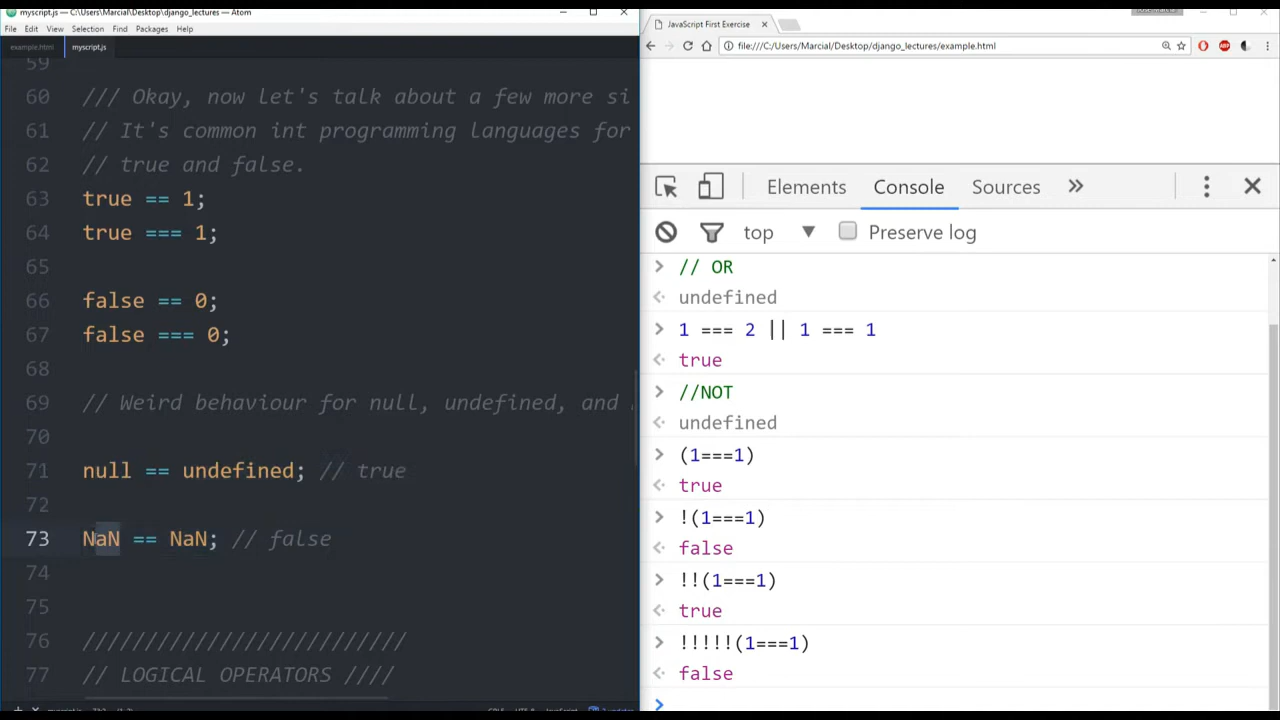 myscript.js — C:\Users\Marcial\Desktop\django_lectures — Atom
File Edit View Selection Find Packages Help
example.html myscript.js
59
60 /// Okay, now let's talk about a few more si
61 // It's common int programming languages for
62 // true and false.
63 true == 1;
64 true === 1;
65
66 false == 0;
67 false === 0;
68
69 // Weird behaviour for null, undefined, and
70
71 null == undefined; // true
72
73 NaN == NaN; // false
74
75
76 //////////////////////////
77 // LOGICAL OPERATORS ////
JavaScript First Exercise
file:///C:/Users/Marcial/Desktop/django_lectures/example.html
Elements Console Sources
top Preserve log
> // OR
undefined
> 1 === 2 || 1 === 1
true
> //NOT
undefined
> (1===1)
true
> !(1===1)
false
> !!(1===1)
true
> !!!!!(1===1)
false
>